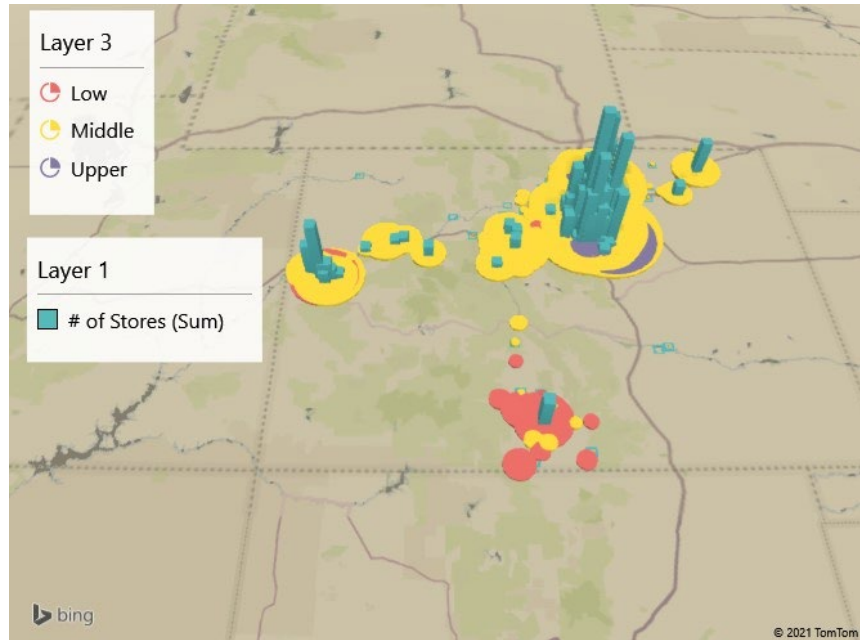 Layer 3
Low
Middle
Upper
Layer 1
# of Stores (Sum)
bing
© 2021 TomTom